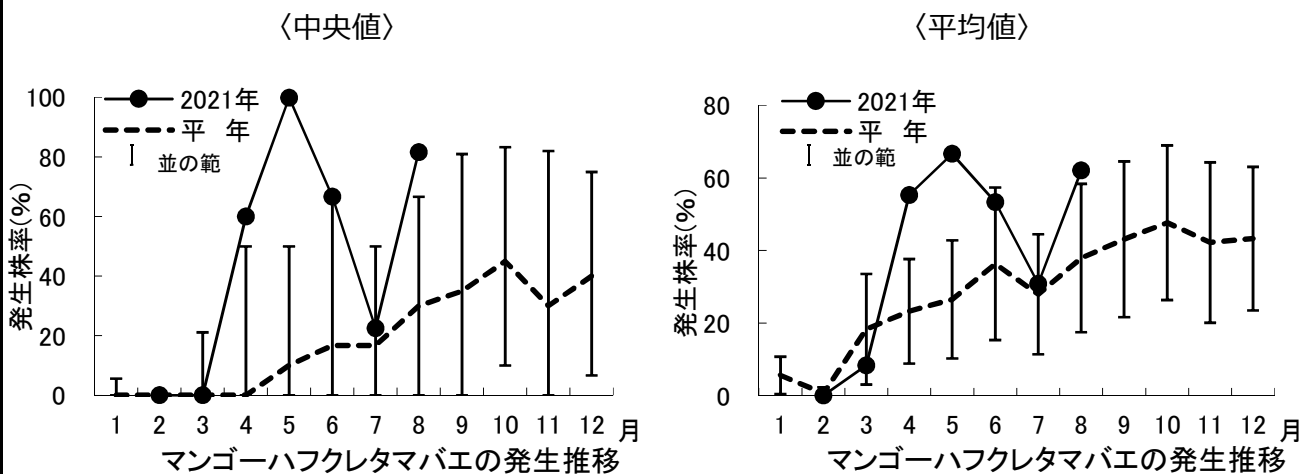 〈中央値〉
100
80
60
40
20
0
発生株率(%)
2021年
平 年
並の範
1 2 3 4 5 6 7 8 9 10 11 12 月
マンゴーハフクレタマバエの発生推移
〈平均値〉
80
60
40
20
0
発生株率(%)
2021年
平 年
並の範
1 2 3 4 5 6 7 8 9 10 11 12 月
マンゴーハフクレタマバエの発生推移